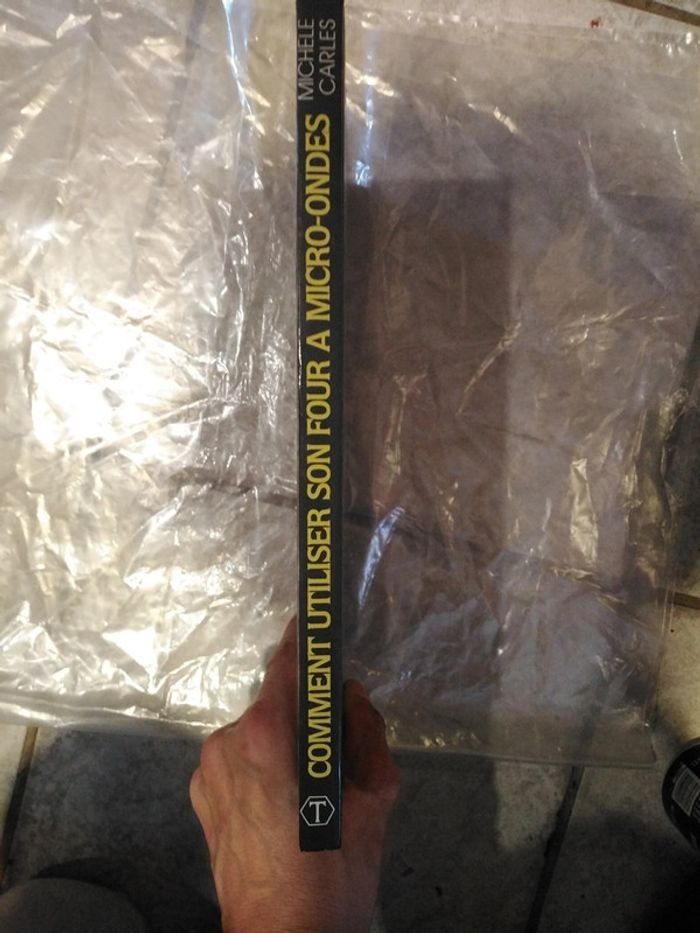 T
COMMENT UTILISER SON FOUR A MICRO-ONDES
MICHELE
CARLES